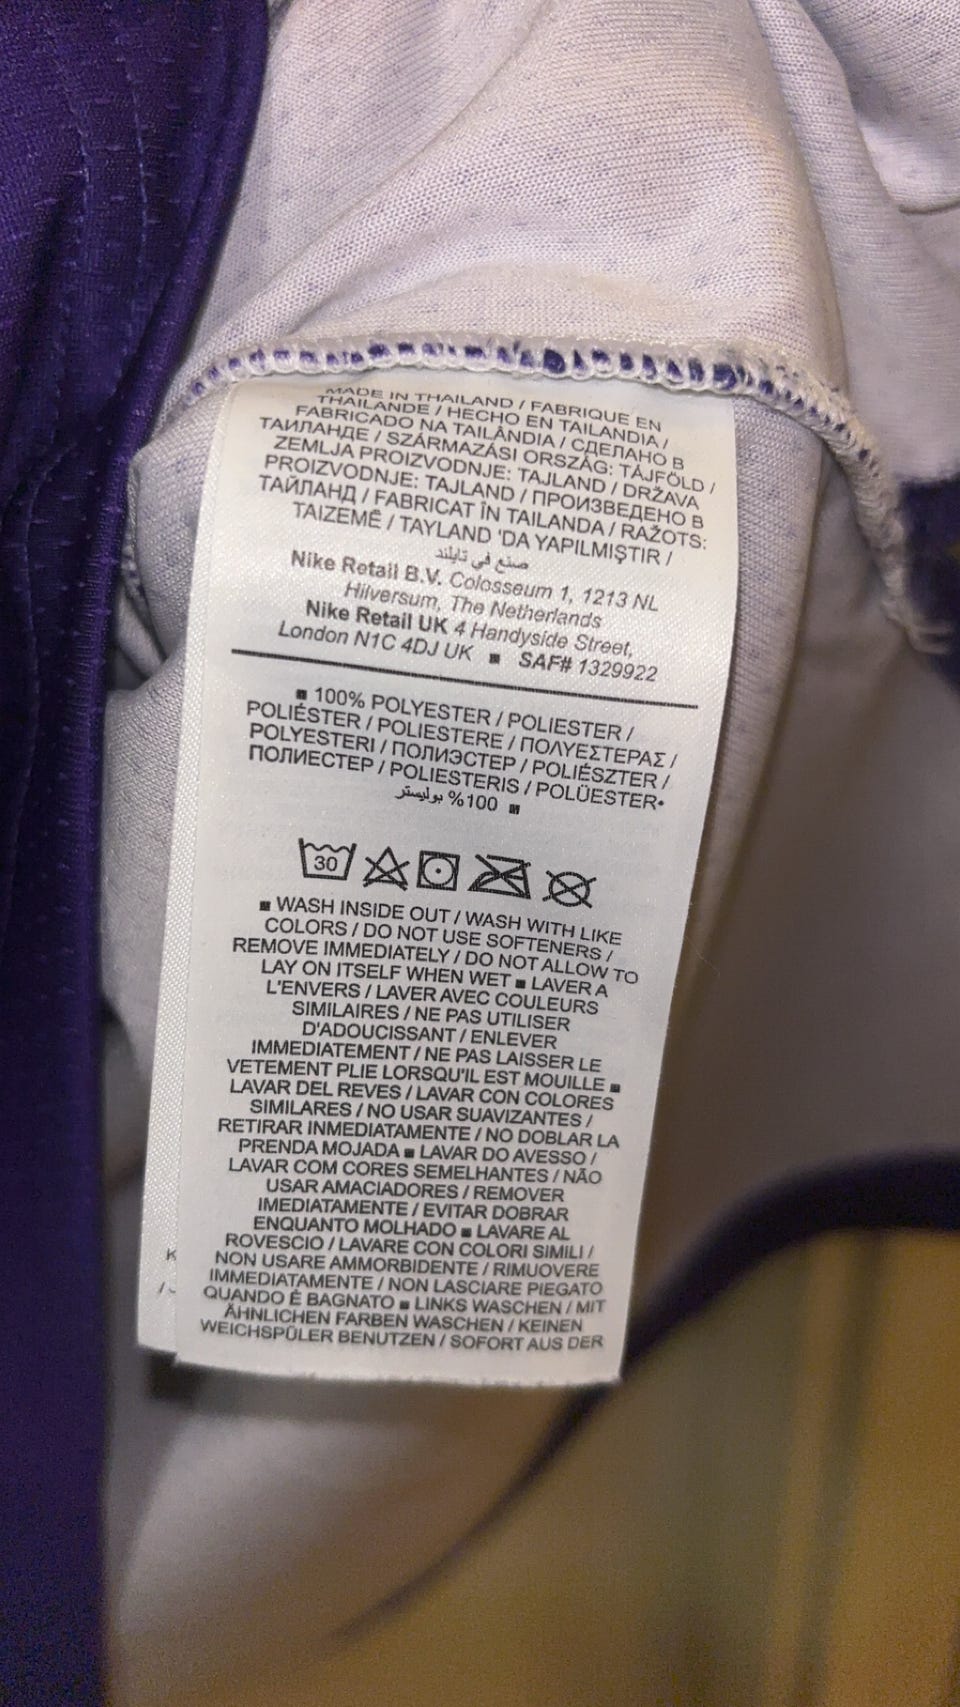 MADE IN THAILAND / FABRIQUE EN
THAILANDE / HECHO EN TAILANDIA /
FABRICADO NA TAILÂNDIA / СДЕЛАНО В
ТАИЛАНДЕ / SZÁRMAZÁSI ORSZÁG: TÁJFÖLD /
ZEMLJA PROIZVODNJE: TAJLAND / DRŽAVA
PROIZVODNJE: TAJLAND / ПРОИЗВЕДЕНО В
ТАЙЛАНД / FABRICAT ÎN TAILANDA / RAŽOTS:
TAIZEMĒ / TAYLAND 'DA YAPILMIŞTIR /
صنع في تايلند
Nike Retail B.V. Colosseum 1, 1213 NL
Hilversum, The Netherlands
Nike Retail UK 4 Handyside Street,
London N1C 4DJ UK ■ SAF# 1329922
■ 100% POLYESTER / POLIESTER /
POLIÉSTER / POLIESTERE / ΠΟΛΥΕΣΤΕΡΑΣ /
POLYESTERI / ПОЛИЭСТЕР / POLIÉSZTER /
ПОЛИЕСТЕР / POLIESTERIS / POLÜESTER•
100% بوليستر ■
30
■ WASH INSIDE OUT / WASH WITH LIKE
COLORS / DO NOT USE SOFTENERS /
REMOVE IMMEDIATELY / DO NOT ALLOW TO
LAY ON ITSELF WHEN WET ■ LAVER A
L'ENVERS / LAVER AVEC COULEURS
SIMILAIRES / NE PAS UTILISER
D'ADOUCISSANT / ENLEVER
IMMEDIATEMENT / NE PAS LAISSER LE
VETEMENT PLIE LORSQU'IL EST MOUILLE ■
LAVAR DEL REVES / LAVAR CON COLORES
SIMILARES / NO USAR SUAVIZANTES /
RETIRAR INMEDIATAMENTE / NO DOBLAR LA
PRENDA MOJADA ■ LAVAR DO AVESSO /
LAVAR COM CORES SEMELHANTES / NÃO
USAR AMACIADORES / REMOVER
IMEDIATAMENTE / EVITAR DOBRAR
ENQUANTO MOLHADO ■ LAVARE AL
ROVESCIO / LAVARE CON COLORI SIMILI /
NON USARE AMMORBIDENTE / RIMUOVERE
IMMEDIATAMENTE / NON LASCIARE PIEGATO
QUANDO È BAGNATO ■ LINKS WASCHEN / MIT
ÄHNLICHEN FARBEN WASCHEN / KEINEN
WEICHSPÜLER BENUTZEN / SOFORT AUS DER